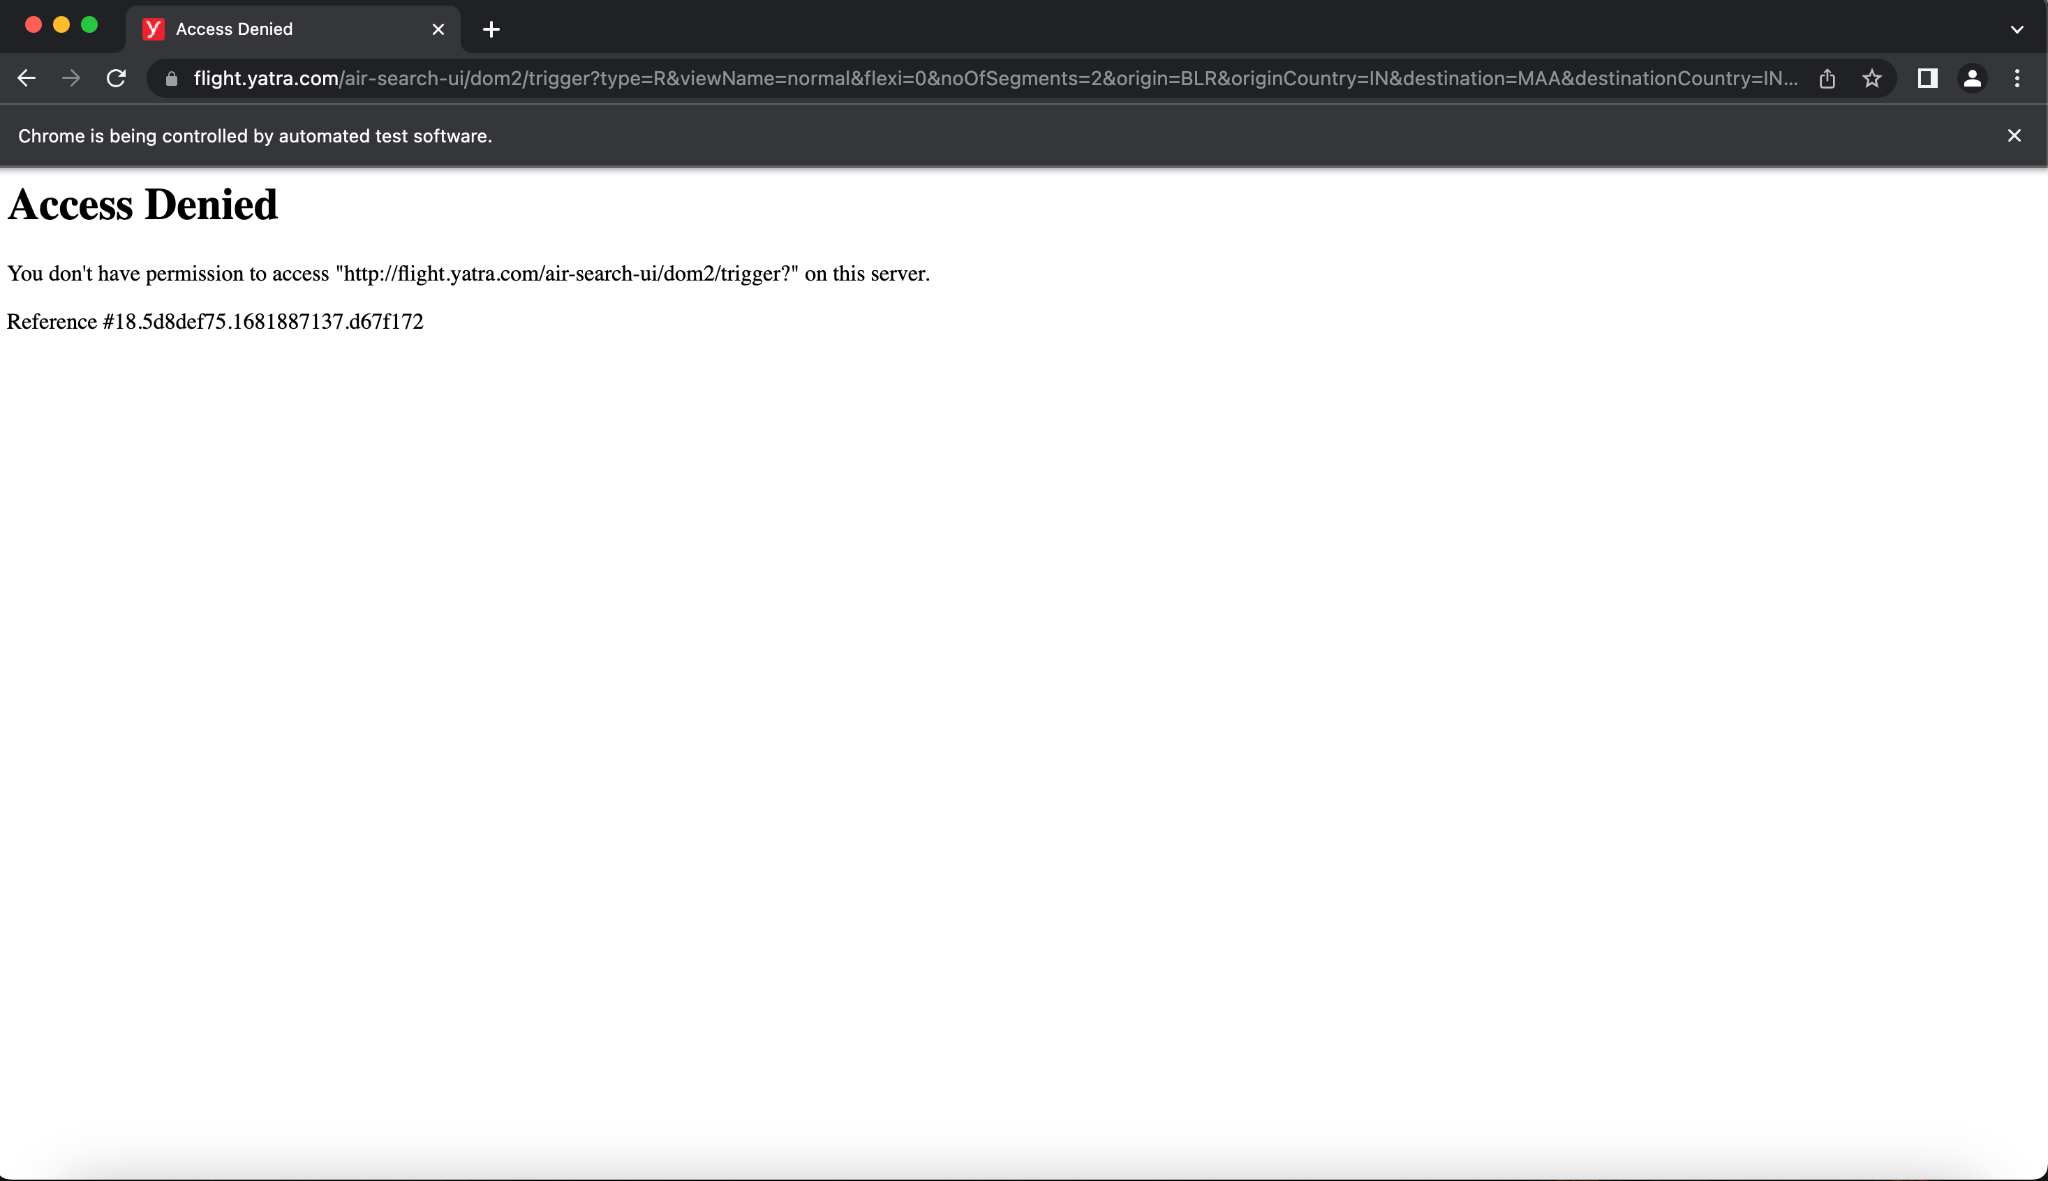 y Access Denied
flight.yatra.com/air-search-ui/dom2/trigger?type=R&viewName=normal&flexi=0&noOfSegments=2&origin=BLR&originCountry=IN&destination=MAA&destinationCountry=IN...
Chrome is being controlled by automated test software.
Access Denied
You don't have permission to access "http://flight.yatra.com/air-search-ui/dom2/trigger?" on this server.
Reference #18.5d8def75.1681887137.d67f172